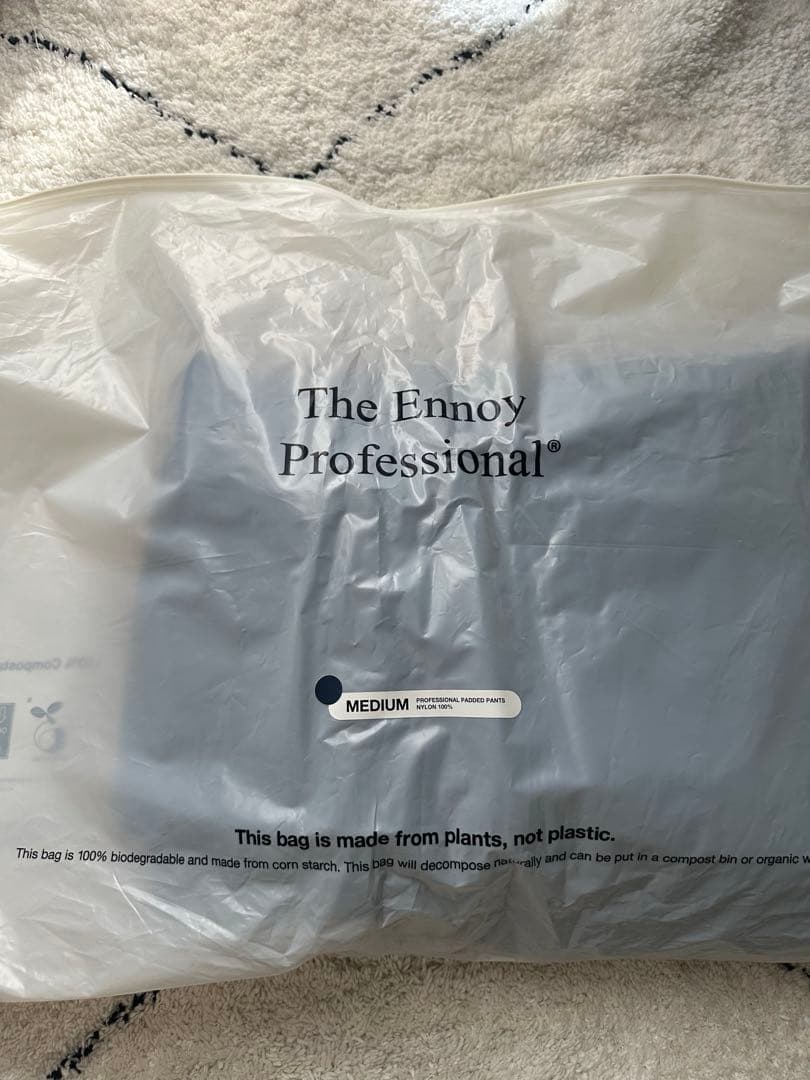 The Ennoy
Professional®
MEDIUM
PROFESSIONAL PADDED PANTS
NYLON 100%
This bag is made from plants, not plastic.
This bag is 100% biodegradable and made from corn starch. This bag will decompose naturally and can be put in a compost bin or organic w